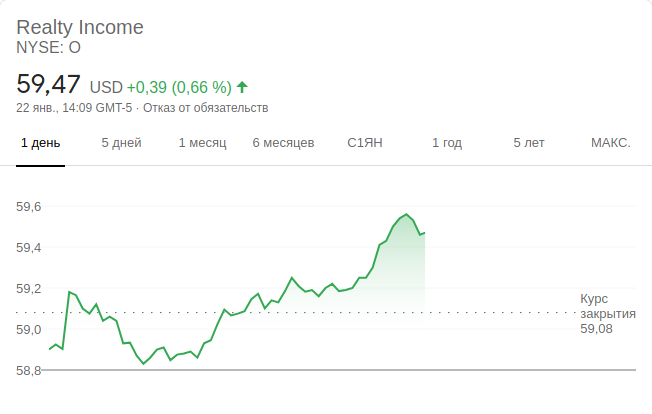 Realty Income
NYSE: O
59,47 USD +0,39 (0,66 %)
22 янв., 14:09 GMT-5 · Отказ от обязательств
1 день 5 дней 1 месяц 6 месяцев С1ЯН 1 год 5 лет МАКС.
59,6
59,4
59,2
59,0
58,8
Курс
закрытия
59,08